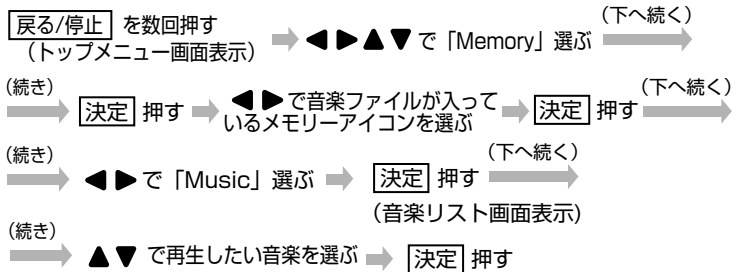 戻る/停止 を数回押す
(トップメニュー画面表示)
◀▶▲▼で「Memory」選ぶ
(下へ続く)
(続き)
決定 押す
◀▶で音楽ファイルが入って
いるメモリーアイコンを選ぶ
決定 押す
(下へ続く)
(続き)
◀▶で「Music」選ぶ
決定 押す
(音楽リスト画面表示)
(下へ続く)
(続き)
▲▼ で再生したい音楽を選ぶ
決定 押す